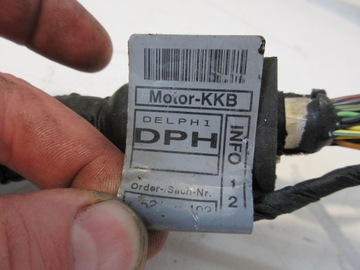 Motor-KKB
DELPHI
DPH
INFO 1 2
Order-/Sach-Nr.